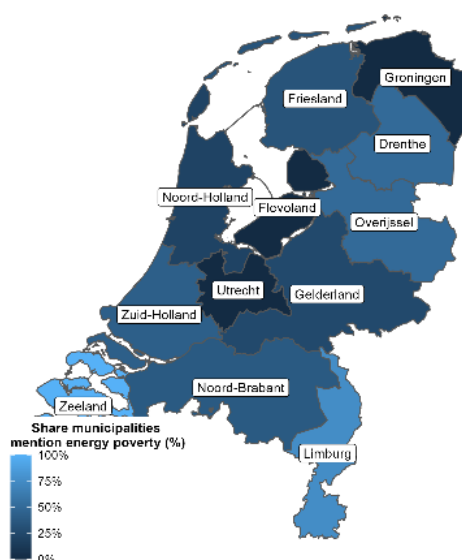 Groningen
Friesland
Drenthe
Noord-Holland
Flevoland
Overijssel
Utrecht
Gelderland
Zuid-Holland
Noord-Brabant
Zeeland
Limburg
Share municipalities
mention energy poverty (%)
100%
75%
50%
25%
0%